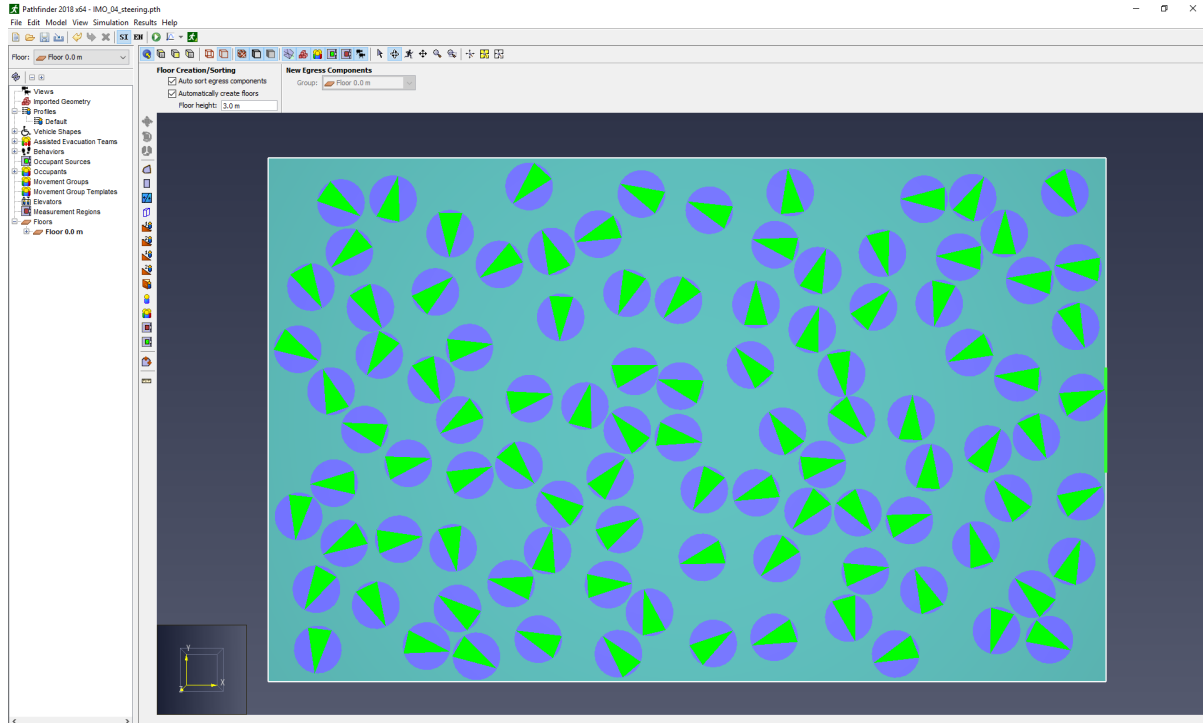 Pathfinder 2018 x64 - IMO_04_steering.pth
File Edit Model View Simulation Results Help
SI EN
Floor: Floor 0.0 m
Floor Creation/Sorting
Auto sort egress components
Automatically create floors
Floor height: 3.0 m
New Egress Components
Group: Floor 0.0 m
Views
Imported Geometry
Profiles
Default
Vehicle Shapes
Assisted Evacuation Teams
Behaviors
Occupant Sources
Occupants
Movement Groups
Movement Group Templates
Elevators
Measurement Regions
Floors
Floor 0.0 m
Y
X